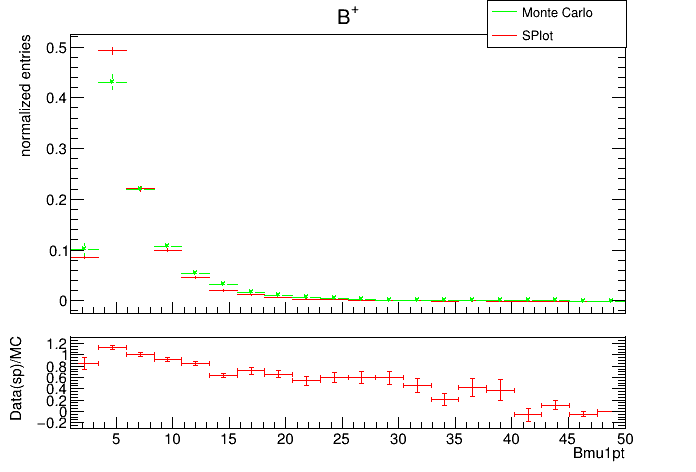 B+
Monte Carlo
SPlot
normalized entries
0.5
0.4
0.3
0.2
0.1
0
Data(sp)/MC
1.2
1
0.8
0.6
0.4
0.2
0
−0.2
5 10 15 20 25 30 35 40 45 50
Bmu1pt